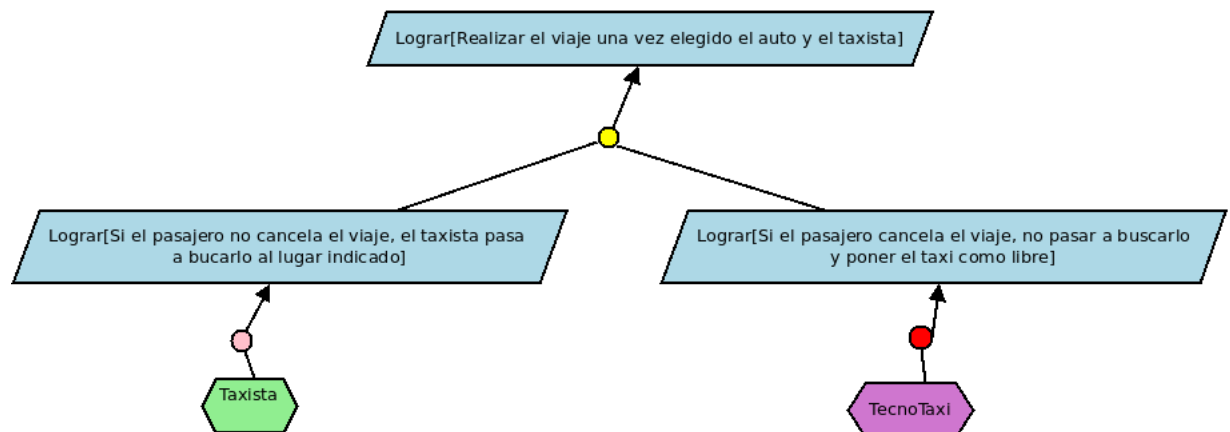 Lograr[Realizar el viaje una vez elegido el auto y el taxista]
Lograr[Si el pasajero no cancela el viaje, el taxista pasa
a bucarlo al lugar indicado]
Lograr[Si el pasajero cancela el viaje, no pasar a buscarlo
y poner el taxi como libre]
Taxista
TecnoTaxi